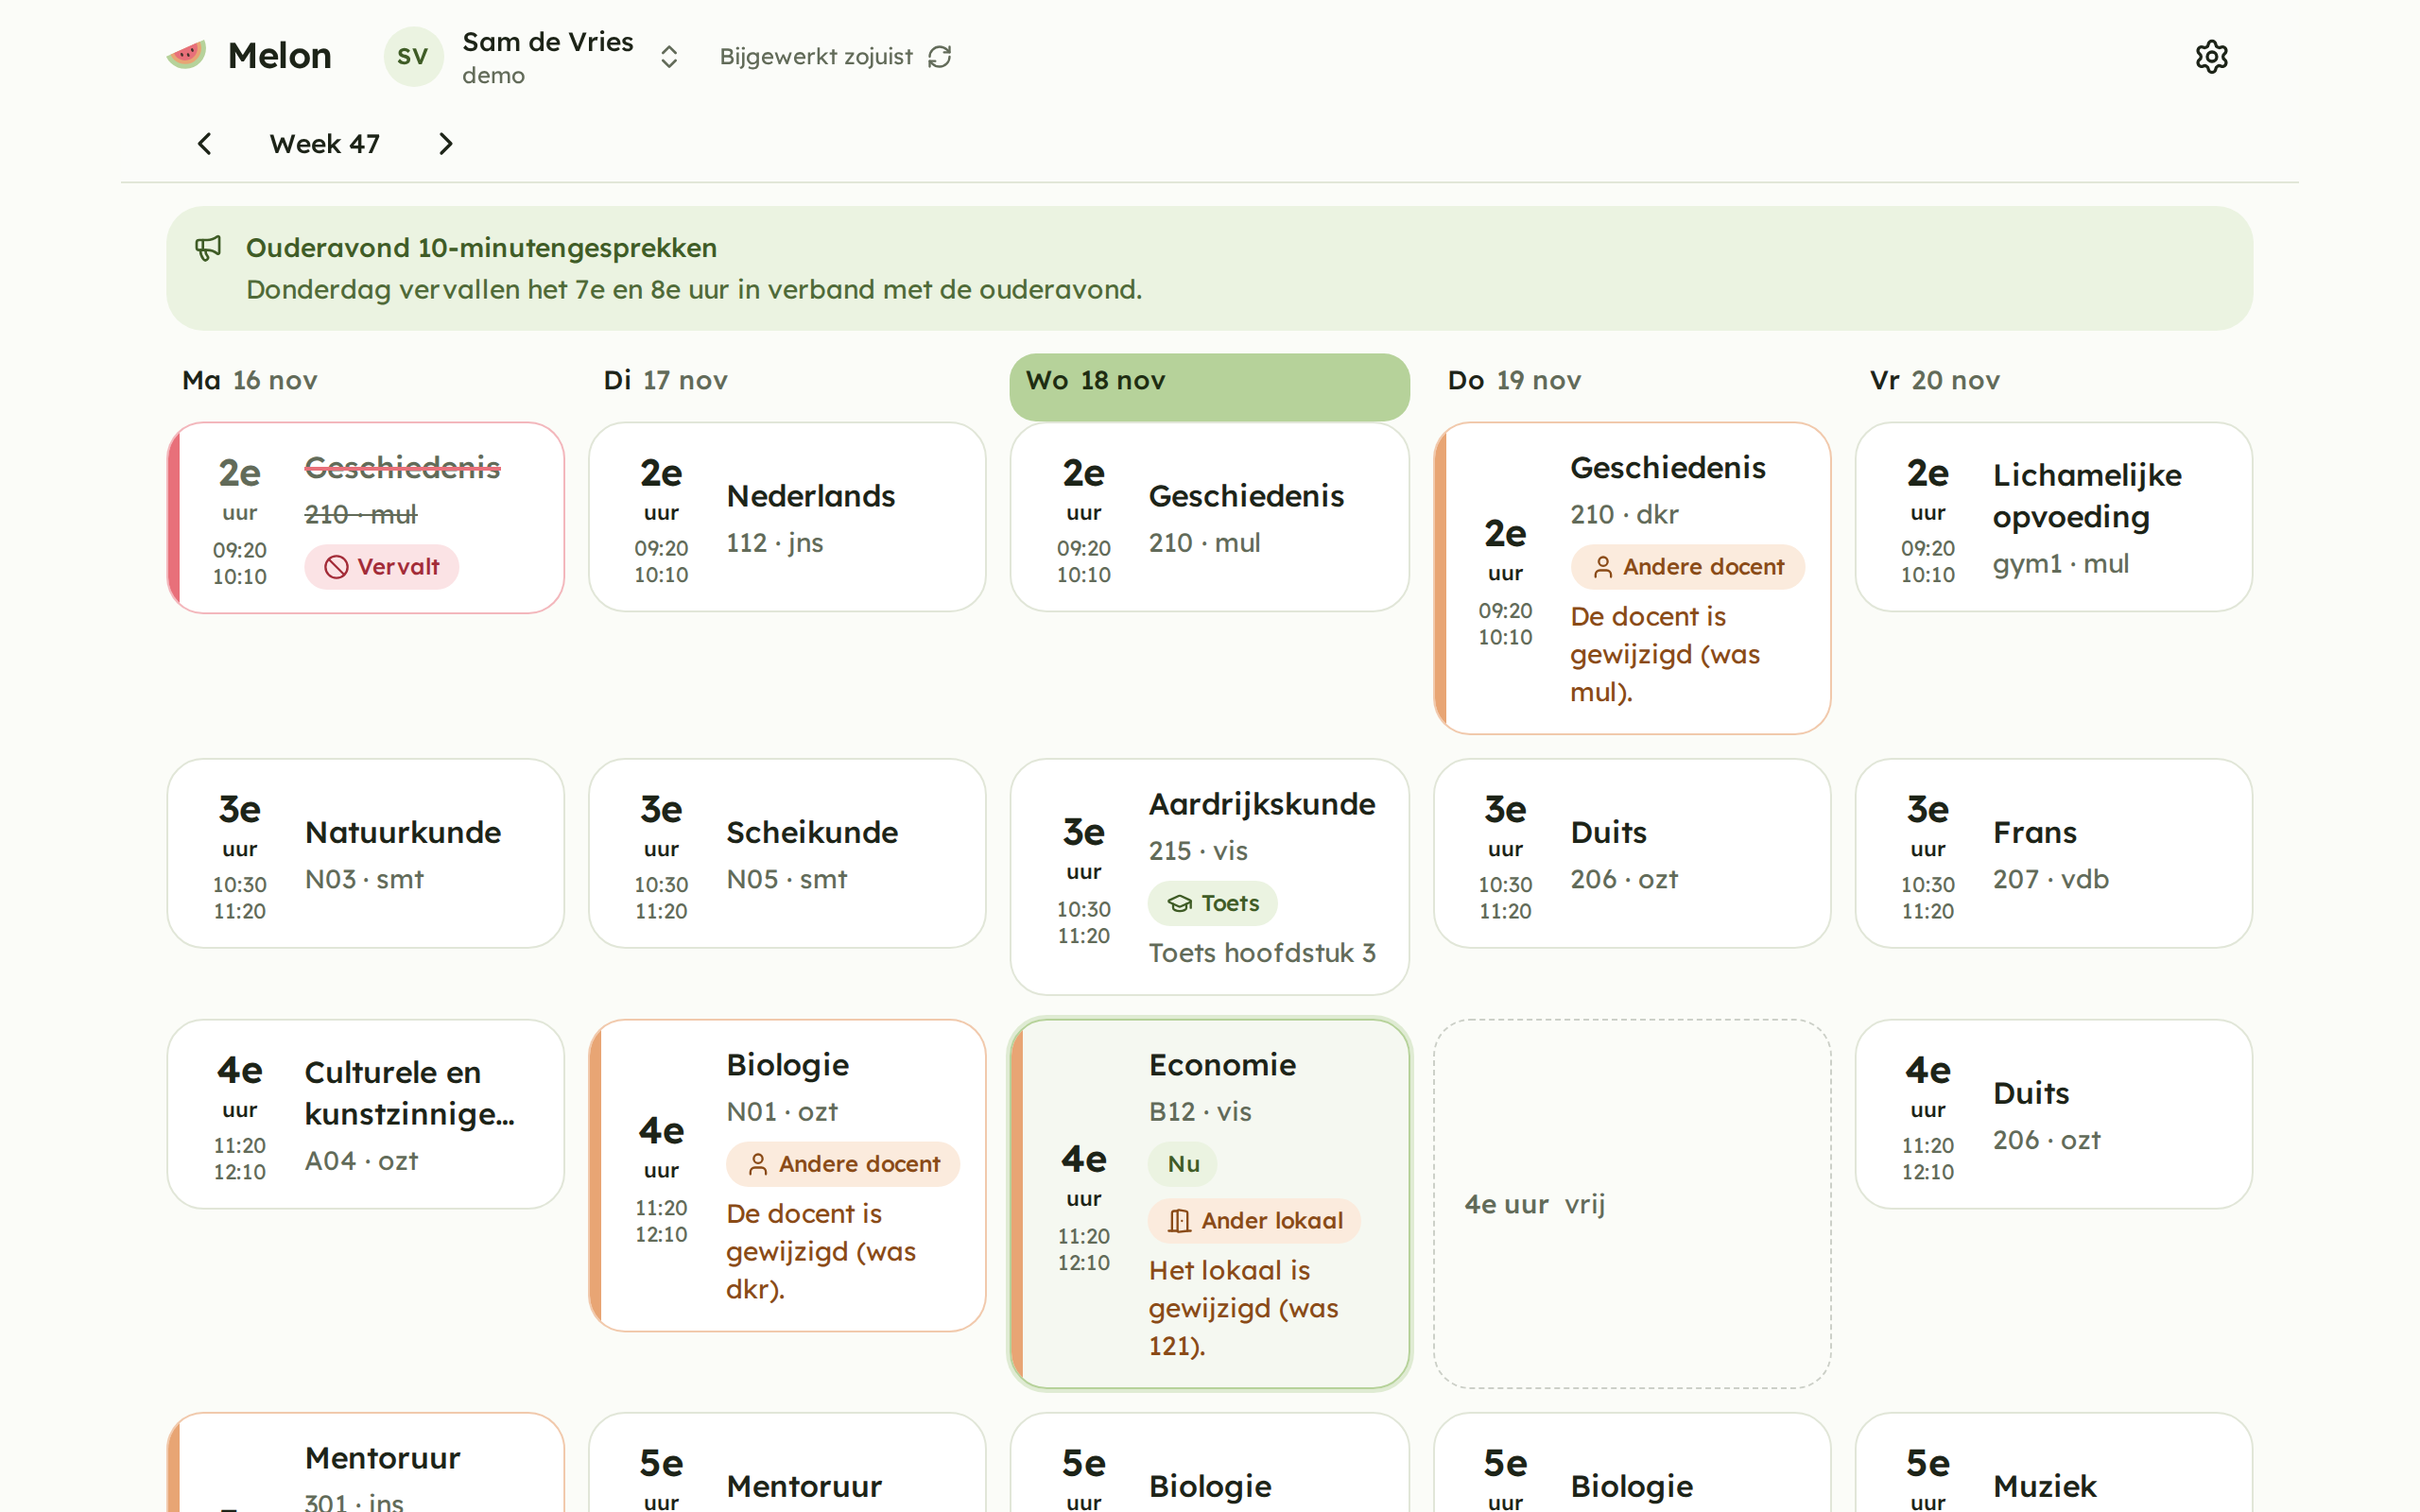 Melon
SV
Sam de Vries
demo
Bijgewerkt zojuist
Week 47
Ouderavond 10-minutengesprekken
Donderdag vervallen het 7e en 8e uur in verband met de ouderavond.
Ma 16 nov
Di 17 nov
Wo 18 nov
Do 19 nov
Vr 20 nov
2e
uur
09:20
10:10
Geschiedenis
210 · mul
Vervalt
2e
uur
09:20
10:10
Nederlands
112 · jns
2e
uur
09:20
10:10
Geschiedenis
210 · mul
2e
uur
09:20
10:10
Geschiedenis
210 · dkr
Andere docent
De docent is
gewijzigd (was
mul).
2e
uur
09:20
10:10
Lichamelijke
opvoeding
gym1 · mul
3e
uur
10:30
11:20
Natuurkunde
N03 · smt
3e
uur
10:30
11:20
Scheikunde
N05 · smt
3e
uur
10:30
11:20
Aardrijkskunde
215 · vis
Toets
Toets hoofdstuk 3
3e
uur
10:30
11:20
Duits
206 · ozt
3e
uur
10:30
11:20
Frans
207 · vdb
4e
uur
11:20
12:10
Culturele en
kunstzinnige...
A04 · ozt
4e
uur
11:20
12:10
Biologie
N01 · ozt
Andere docent
De docent is
gewijzigd (was
dkr).
4e
uur
11:20
12:10
Economie
B12 · vis
Nu
Ander lokaal
Het lokaal is
gewijzigd (was
121).
4e uur vrij
4e
uur
11:20
12:10
Duits
206 · ozt
Mentoruur
301 · jns
5e
uur
Mentoruur
5e
uur
Biologie
5e
uur
Biologie
5e
uur
Muziek